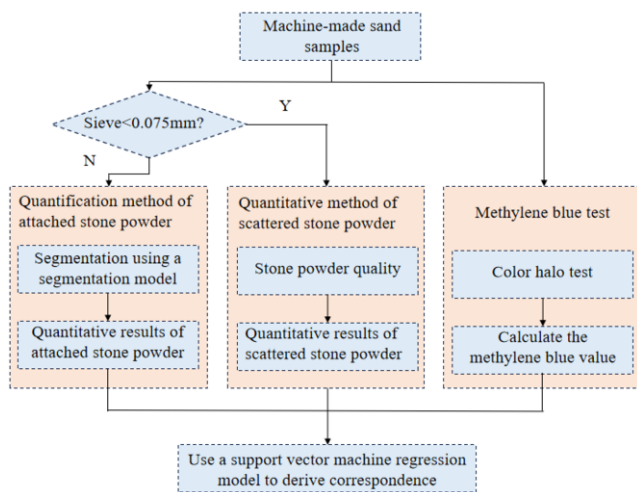 Machine-made sand
samples
Sieve<0.075mm?
Y
N
Quantification method of
attached stone powder
Segmentation using a
segmentation model
Quantitative results of
attached stone powder
Quantitative method of
scattered stone powder
Stone powder quality
Quantitative results of
scattered stone powder
Methylene blue test
Color halo test
Calculate the
methylene blue value
Use a support vector machine regression
model to derive correspondence